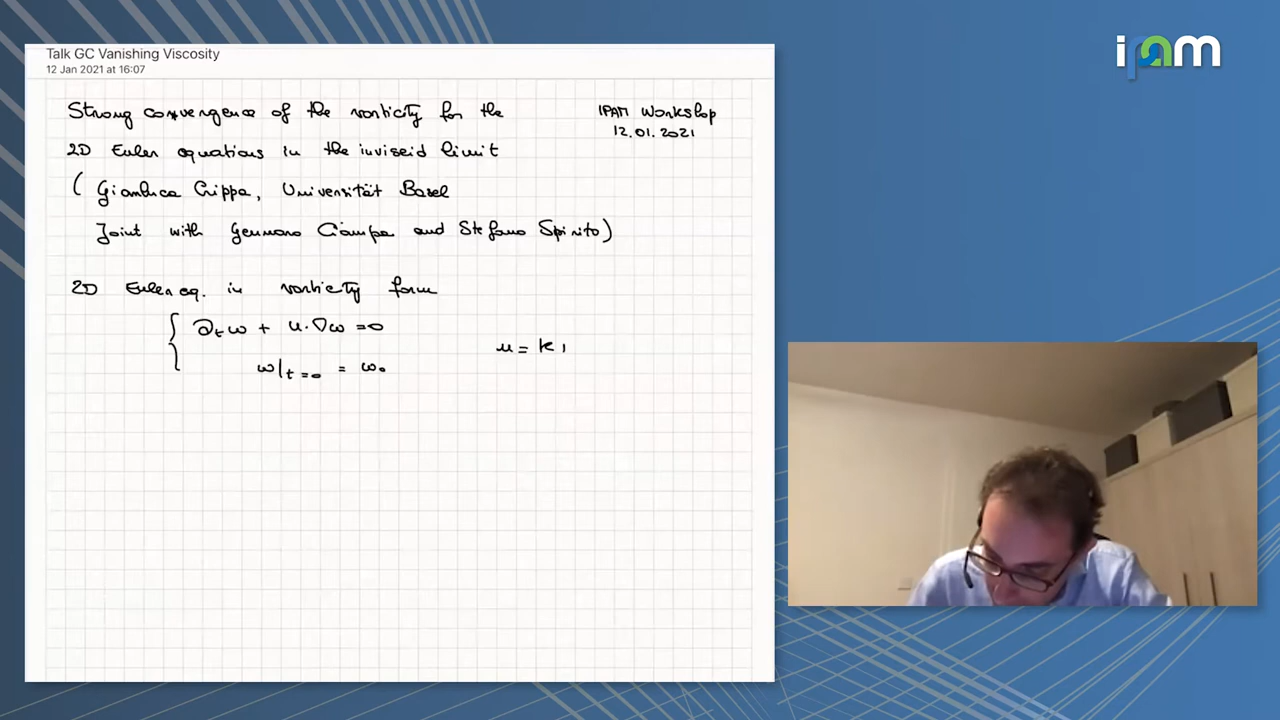 Talk GC Vanishing Viscosity
12 Jan 2021 at 16:07
ipam
Strong convergence of the vorticity for the
IPAM Workshop
12.01.2021
2D Euler equations in the inviscid limit
(Gianluca Crippa, Universität Basel
Joint with Gennaro Ciampa and Stefano Spirito)
2D Euler eq. in vorticity form
∂ₜω + u·∇ω = 0
ω|ₜ₌₀ = ω₀
u = K